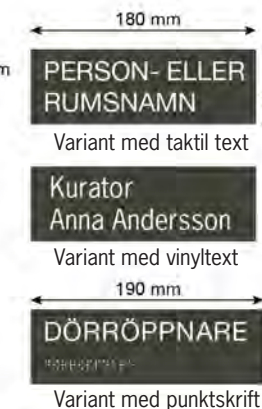 180 mm
m
PERSON- ELLER
RUMSNAMN
Variant med taktil text
Kurator
Anna Andersson
Variant med vinyltext
190 mm
DÖRRÖPPNARE
Variant med punktskrift